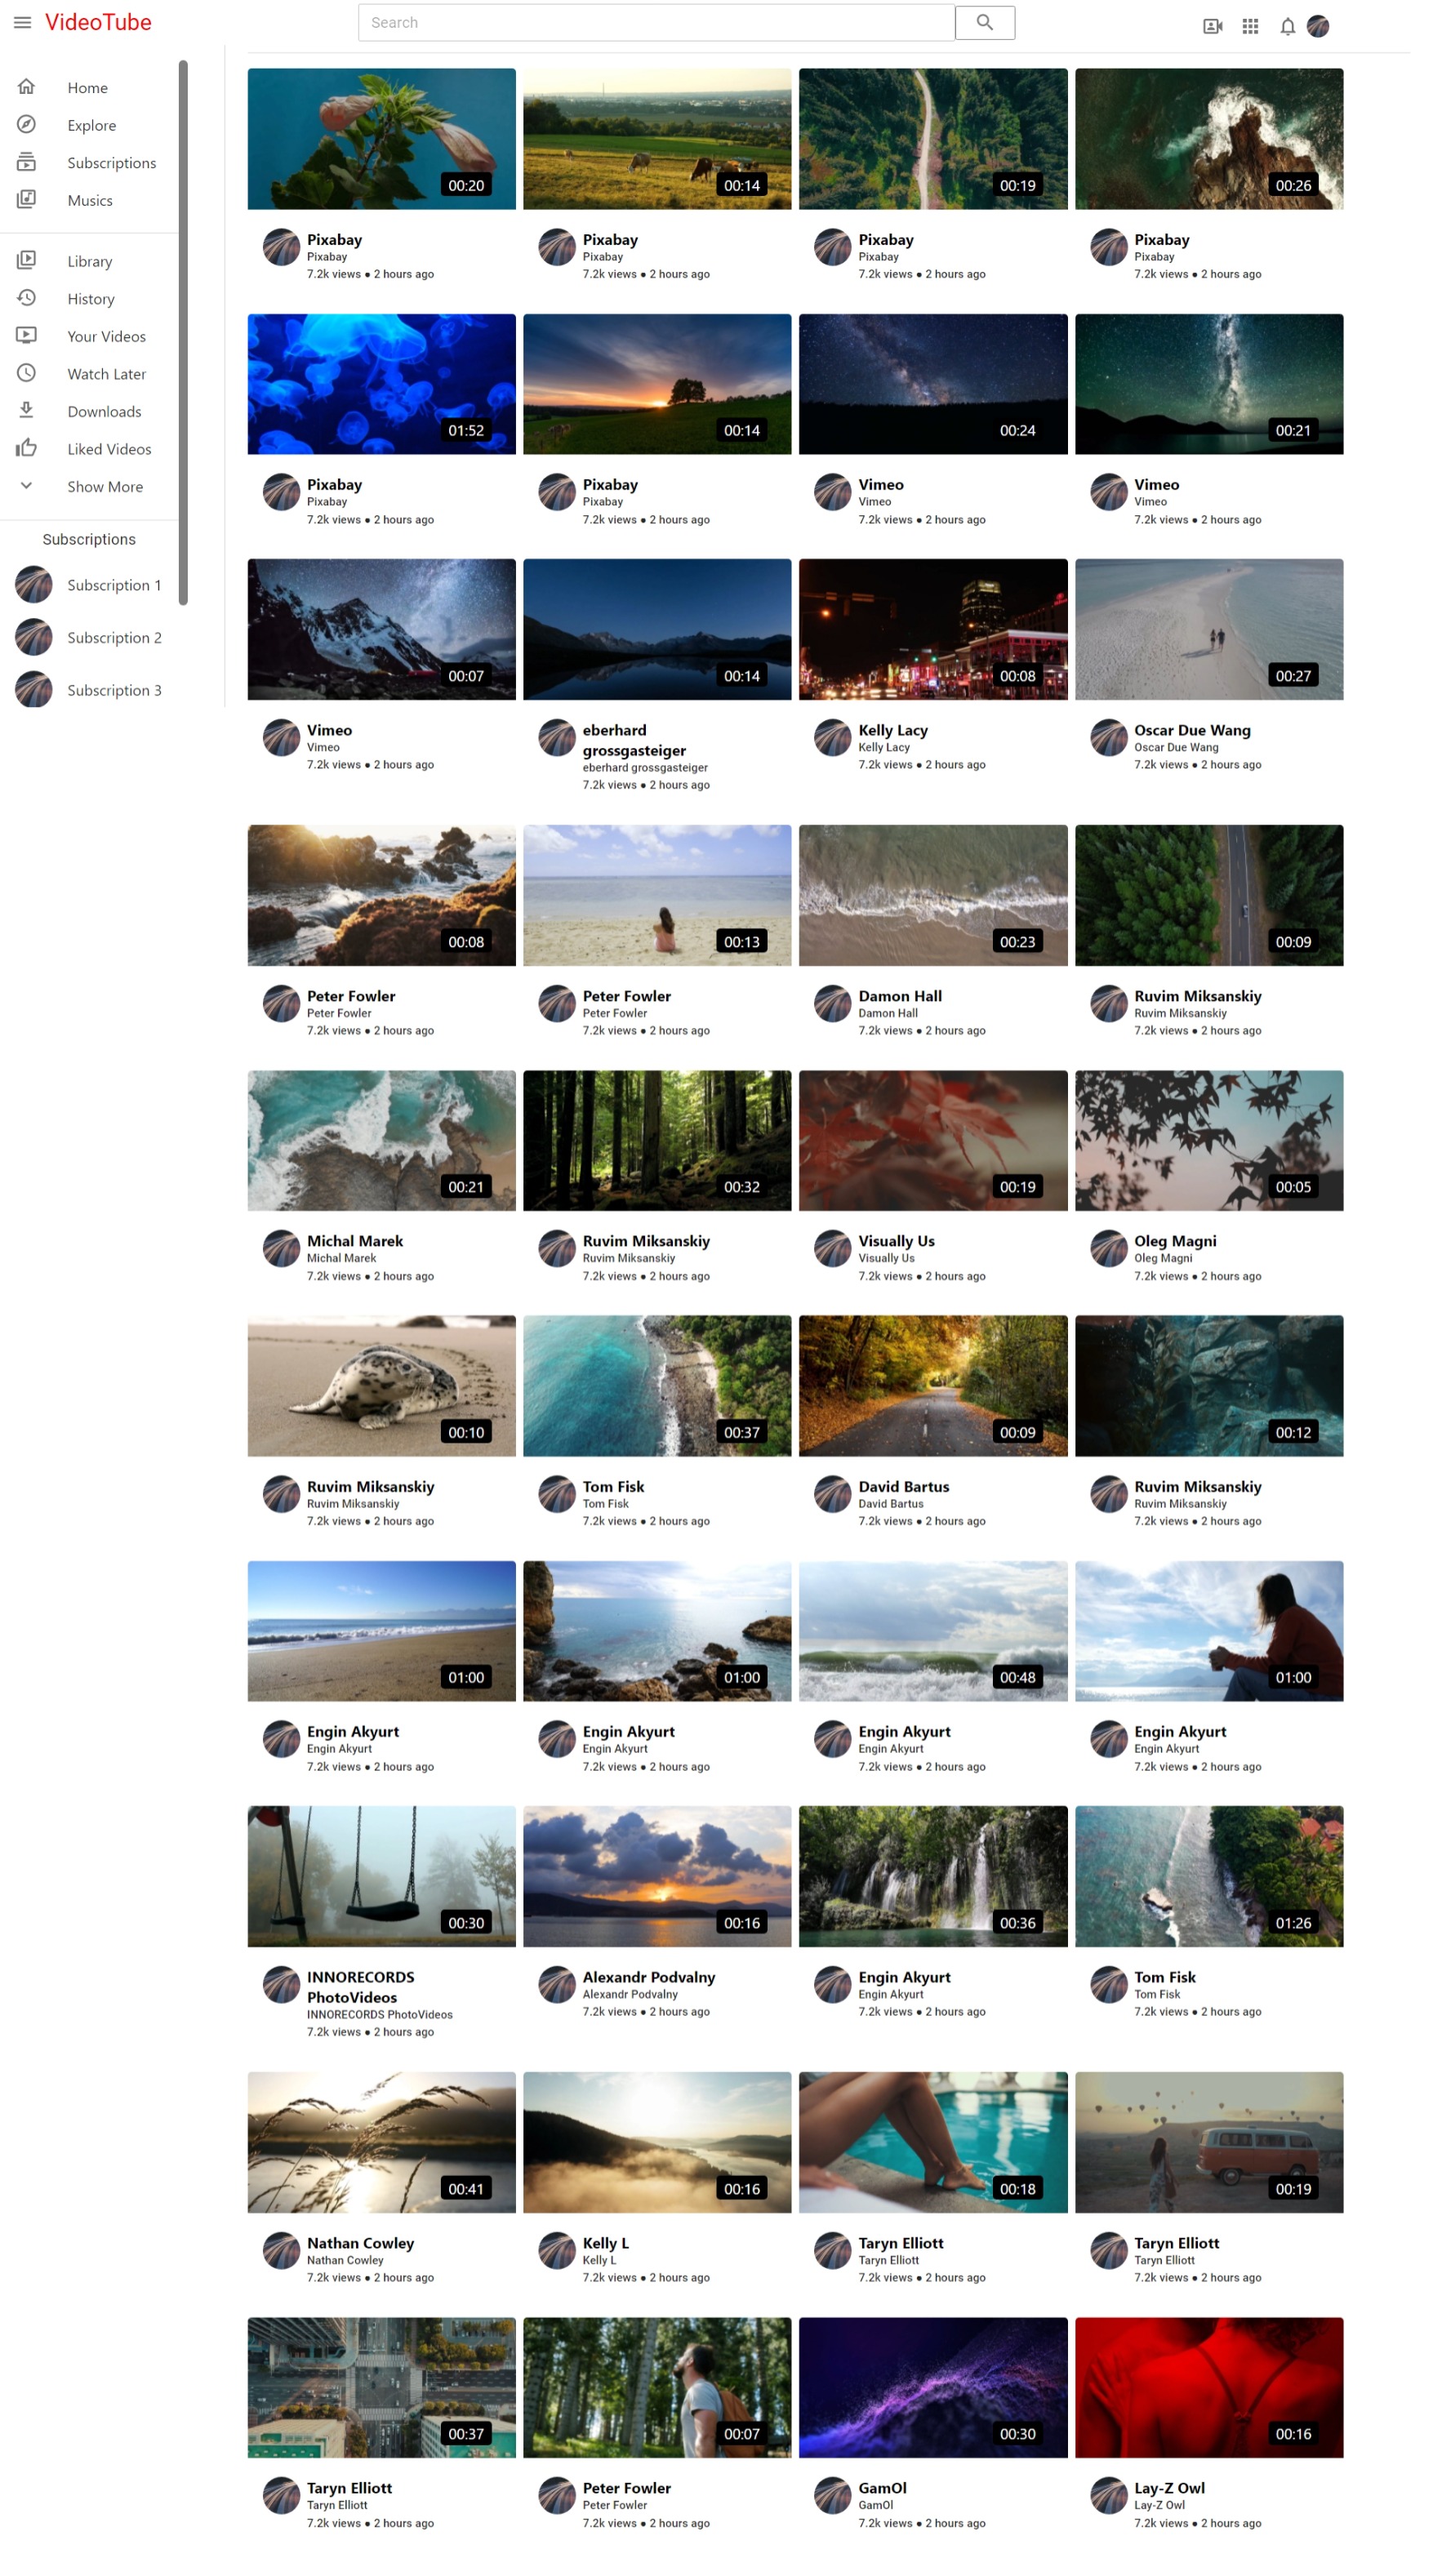 VideoTube
Search
Home
Explore
Subscriptions
Musics
Library
History
Your Videos
Watch Later
Downloads
Liked Videos
Show More
Subscriptions
Subscription 1
Subscription 2
Subscription 3
00:20
00:14
00:19
00:26
Pixabay
Pixabay
7.2k views • 2 hours ago
Pixabay
Pixabay
7.2k views • 2 hours ago
Pixabay
Pixabay
7.2k views • 2 hours ago
Pixabay
Pixabay
7.2k views • 2 hours ago
01:52
00:14
00:24
00:21
Pixabay
Pixabay
7.2k views • 2 hours ago
Pixabay
Pixabay
7.2k views • 2 hours ago
Vimeo
Vimeo
7.2k views • 2 hours ago
Vimeo
Vimeo
7.2k views • 2 hours ago
00:07
00:14
00:08
00:27
Vimeo
Vimeo
7.2k views • 2 hours ago
eberhard
grossgasteiger
eberhard grossgasteiger
7.2k views • 2 hours ago
Kelly Lacy
Kelly Lacy
7.2k views • 2 hours ago
Oscar Due Wang
Oscar Due Wang
7.2k views • 2 hours ago
00:08
00:13
00:23
00:09
Peter Fowler
Peter Fowler
7.2k views • 2 hours ago
Peter Fowler
Peter Fowler
7.2k views • 2 hours ago
Damon Hall
Damon Hall
7.2k views • 2 hours ago
Ruvim Miksanskiy
Ruvim Miksanskiy
7.2k views • 2 hours ago
00:21
00:32
00:19
00:05
Michal Marek
Michal Marek
7.2k views • 2 hours ago
Ruvim Miksanskiy
Ruvim Miksanskiy
7.2k views • 2 hours ago
Visually Us
Visually Us
7.2k views • 2 hours ago
Oleg Magni
Oleg Magni
7.2k views • 2 hours ago
00:10
00:37
00:09
00:12
Ruvim Miksanskiy
Ruvim Miksanskiy
7.2k views • 2 hours ago
Tom Fisk
Tom Fisk
7.2k views • 2 hours ago
David Bartus
David Bartus
7.2k views • 2 hours ago
Ruvim Miksanskiy
Ruvim Miksanskiy
7.2k views • 2 hours ago
01:00
01:00
00:48
01:00
Engin Akyurt
Engin Akyurt
7.2k views • 2 hours ago
Engin Akyurt
Engin Akyurt
7.2k views • 2 hours ago
Engin Akyurt
Engin Akyurt
7.2k views • 2 hours ago
Engin Akyurt
Engin Akyurt
7.2k views • 2 hours ago
00:30
00:16
00:36
01:26
INNORECORDS
PhotoVideos
INNORECORDS PhotoVideos
7.2k views • 2 hours ago
Alexandr Podvalny
Alexandr Podvalny
7.2k views • 2 hours ago
Engin Akyurt
Engin Akyurt
7.2k views • 2 hours ago
Tom Fisk
Tom Fisk
7.2k views • 2 hours ago
00:41
00:16
00:18
00:19
Nathan Cowley
Nathan Cowley
7.2k views • 2 hours ago
Kelly L
Kelly L
7.2k views • 2 hours ago
Taryn Elliott
Taryn Elliott
7.2k views • 2 hours ago
Taryn Elliott
Taryn Elliott
7.2k views • 2 hours ago
00:37
00:07
00:30
00:16
Taryn Elliott
Taryn Elliott
7.2k views • 2 hours ago
Peter Fowler
Peter Fowler
7.2k views • 2 hours ago
GamOl
GamOl
7.2k views • 2 hours ago
Lay-Z Owl
Lay-Z Owl
7.2k views • 2 hours ago